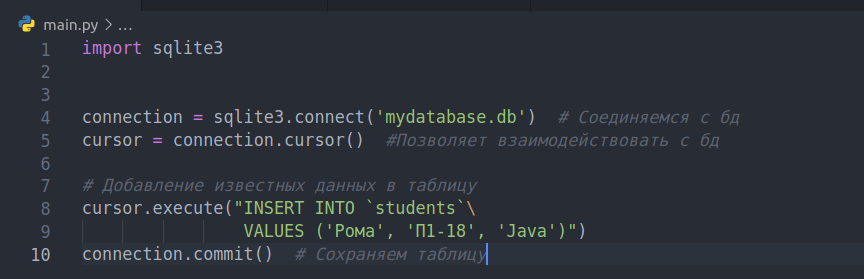 main.py > ...
1 import sqlite3
2
3
4 connection = sqlite3.connect('mydatabase.db')  # Соединяемся с бд
5 cursor = connection.cursor()  #Позволяет взаимодействовать с бд
6
7 # Добавление известных данных в таблицу
8 cursor.execute("INSERT INTO `students`\
9                 VALUES ('Рома', 'П1-18', 'Java')")
10 connection.commit()  # Сохраняем таблицу